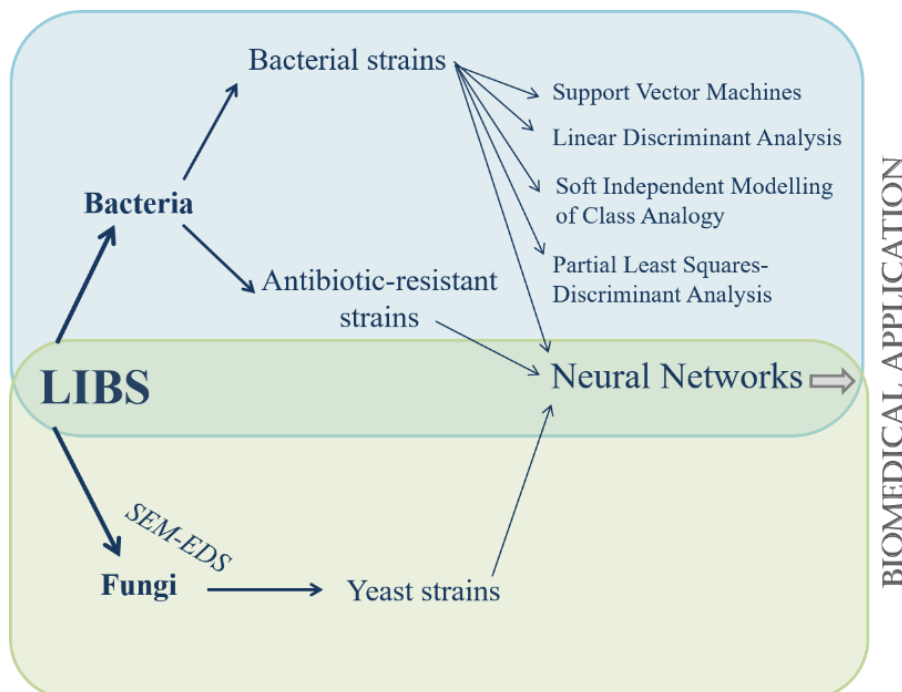 Bacterial strains
Support Vector Machines
Linear Discriminant Analysis
Soft Independent Modelling
of Class Analogy
Partial Least Squares-
Discriminant Analysis
Bacteria
Antibiotic-resistant
strains
LIBS
Neural Networks
SEM-EDS
Fungi
Yeast strains
BIOMEDICAL APPLICATION